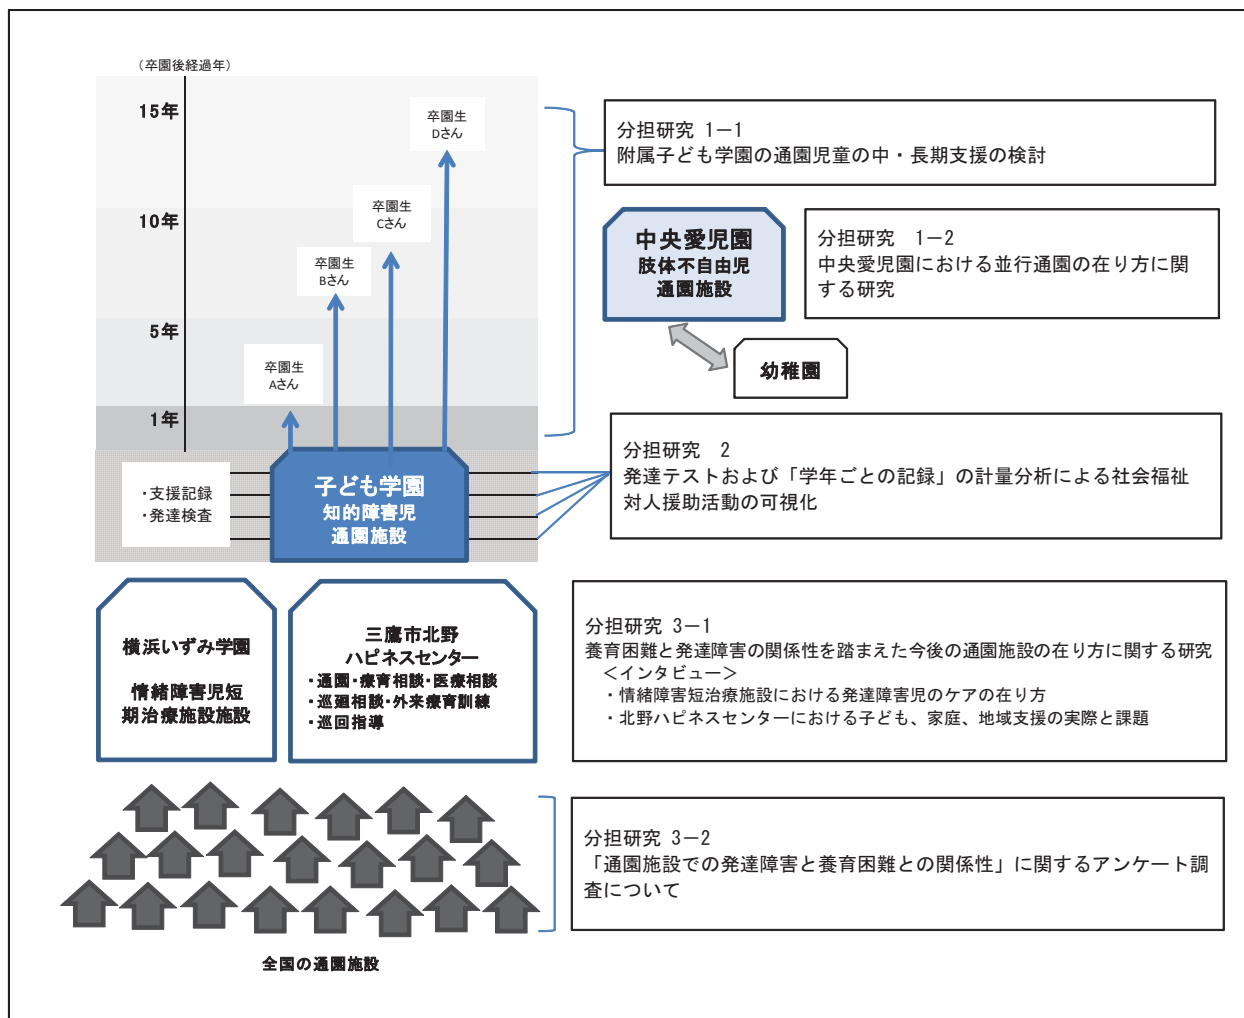 （卒園後経過年）
15年
10年
5年
1年
卒園生
Dさん
卒園生
Cさん
卒園生
Bさん
卒園生
Aさん
・支援記録
・発達検査
子ども学園
知的障害児
通園施設
分担研究 1－1
附属子ども学園の通園児童の中・長期支援の検討
中央愛児園
肢体不自由児
通園施設
分担研究　1－2
中央愛児園における並行通園の在り方に関
する研究
幼稚園
分担研究　2
発達テストおよび「学年ごとの記録」の計量分析による社会福祉
対人援助活動の可視化
横浜いずみ学園
情緒障害児短
期治療施設施設
三鷹市北野
ハピネスセンター
・通園・療育相談・医療相談
・巡廻相談・外来療育訓練
・巡回指導
分担研究 3－1
養育困難と発達障害の関係性を踏まえた今後の通園施設の在り方に関する研究
＜インタビュー＞
・情緒障害短治療施設における発達障害児のケアの在り方
・北野ハピネスセンターにおける子ども、家庭、地域支援の実際と課題
分担研究 3－2
「通園施設での発達障害と養育困難との関係性」に関するアンケート調
査について
全国の通園施設